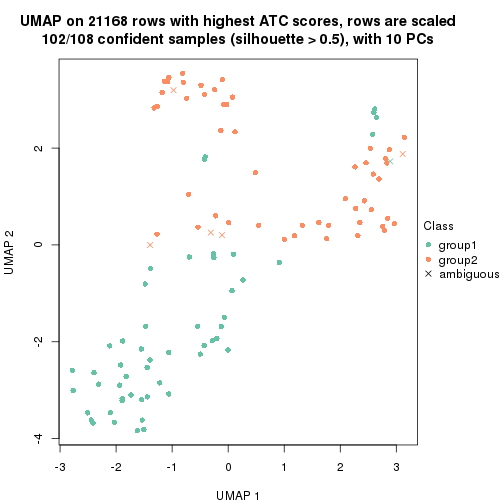 UMAP on 21168 rows with highest ATC scores, rows are scaled
102/108 confident samples (silhouette > 0.5), with 10 PCs
2
0
-2
-4
UMAP 2
-3 -2 -1 0 1 2 3
UMAP 1
Class
group1
group2
ambiguous